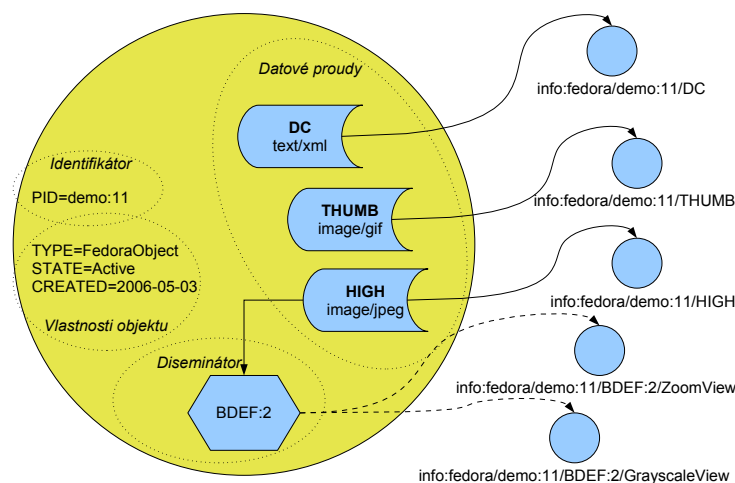 Datové proudy
DC
text/xml
info:fedora/demo:11/DC
Identifikátor
PID=demo:11
THUMB
image/gif
info:fedora/demo:11/THUMB
TYPE=FedoraObject
STATE=Active
CREATED=2006-05-03
Vlastnosti objektu
HIGH
image/jpeg
info:fedora/demo:11/HIGH
Diseminátor
BDEF:2
info:fedora/demo:11/BDEF:2/ZoomView
info:fedora/demo:11/BDEF:2/GrayscaleView